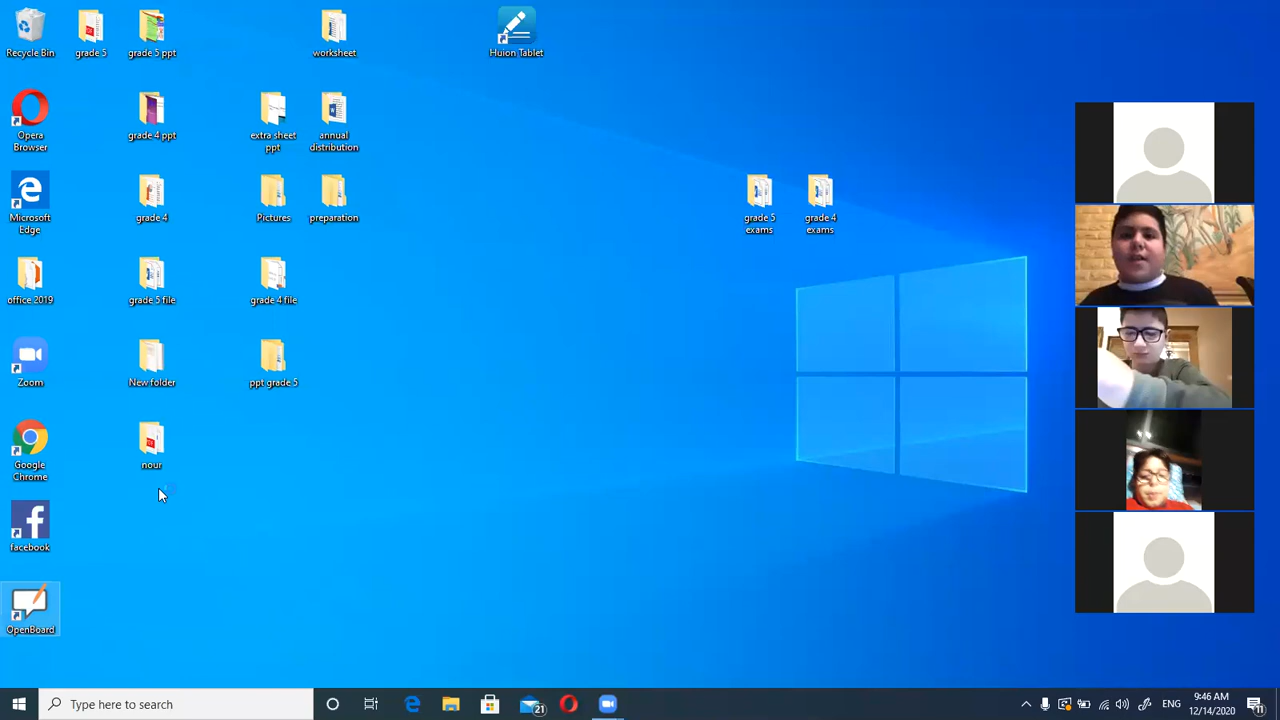 Recycle Bin
grade 5
grade 5 ppt
worksheet
Huion Tablet
Opera
Browser
grade 4 ppt
extra sheet
ppt
annual
distribution
Microsoft
Edge
grade 4
Pictures
preparation
grade 5
exams
grade 4
exams
office 2019
grade 5 file
grade 4 file
Zoom
New folder
ppt grade 5
Google
Chrome
nour
facebook
OpenBoard
Type here to search
21
ENG
9:46 AM
12/14/2020
11